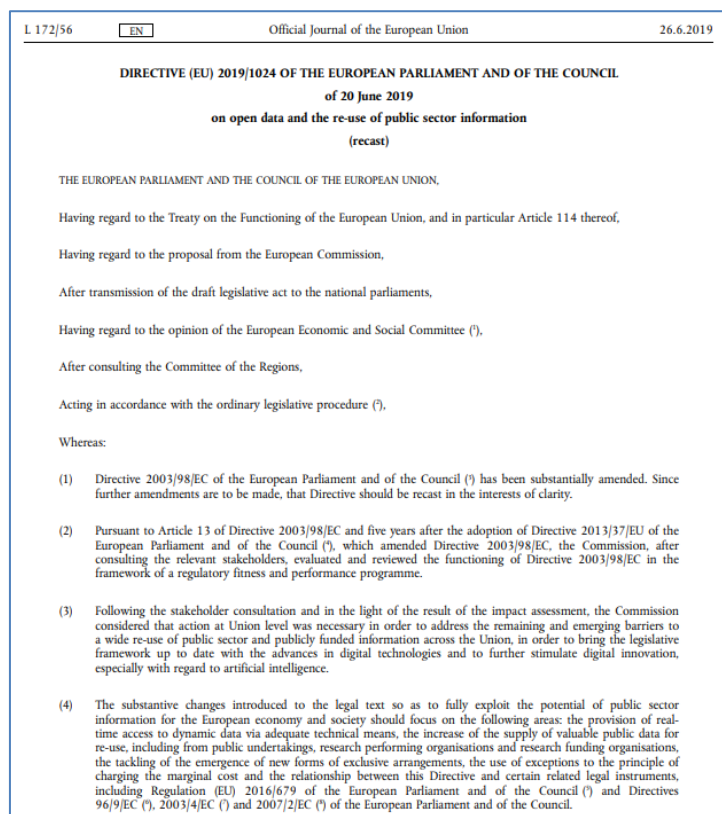 L 172/56 EN Official Journal of the European Union 26.6.2019
DIRECTIVE (EU) 2019/1024 OF THE EUROPEAN PARLIAMENT AND OF THE COUNCIL
of 20 June 2019
on open data and the re-use of public sector information
(recast)
THE EUROPEAN PARLIAMENT AND THE COUNCIL OF THE EUROPEAN UNION,
Having regard to the Treaty on the Functioning of the European Union, and in particular Article 114 thereof,
Having regard to the proposal from the European Commission,
After transmission of the draft legislative act to the national parliaments,
Having regard to the opinion of the European Economic and Social Committee (¹),
After consulting the Committee of the Regions,
Acting in accordance with the ordinary legislative procedure (²),
Whereas:
(1) Directive 2003/98/EC of the European Parliament and of the Council (³) has been substantially amended. Since
further amendments are to be made, that Directive should be recast in the interests of clarity.
(2) Pursuant to Article 13 of Directive 2003/98/EC and five years after the adoption of Directive 2013/37/EU of the
European Parliament and of the Council (⁴), which amended Directive 2003/98/EC, the Commission, after
consulting the relevant stakeholders, evaluated and reviewed the functioning of Directive 2003/98/EC in the
framework of a regulatory fitness and performance programme.
(3) Following the stakeholder consultation and in the light of the result of the impact assessment, the Commission
considered that action at Union level was necessary in order to address the remaining and emerging barriers to
a wide re-use of public sector and publicly funded information across the Union, in order to bring the legislative
framework up to date with the advances in digital technologies and to further stimulate digital innovation,
especially with regard to artificial intelligence.
(4) The substantive changes introduced to the legal text so as to fully exploit the potential of public sector
information for the European economy and society should focus on the following areas: the provision of real-
time access to dynamic data via adequate technical means, the increase of the supply of valuable public data for
re-use, including from public undertakings, research performing organisations and research funding organisations,
the tackling of the emergence of new forms of exclusive arrangements, the use of exceptions to the principle of
charging the marginal cost and the relationship between this Directive and certain related legal instruments,
including Regulation (EU) 2016/679 of the European Parliament and of the Council (⁵) and Directives
96/9/EC (⁶), 2003/4/EC (⁷) and 2007/2/EC (⁸) of the European Parliament and of the Council.